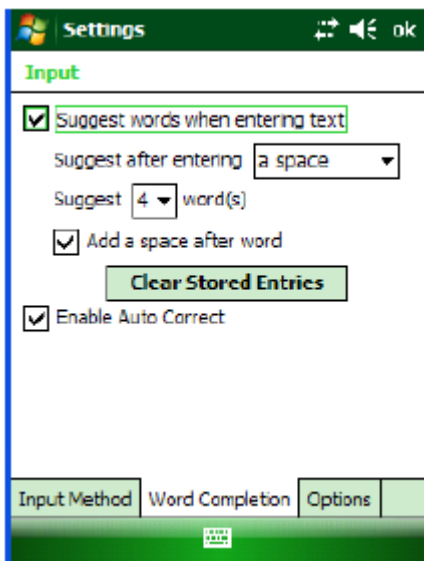 Settings ok
Input
Suggest words when entering text
Suggest after entering a space
Suggest 4 word(s)
Add a space after word
Clear Stored Entries
Enable Auto Correct
Input Method Word Completion Options